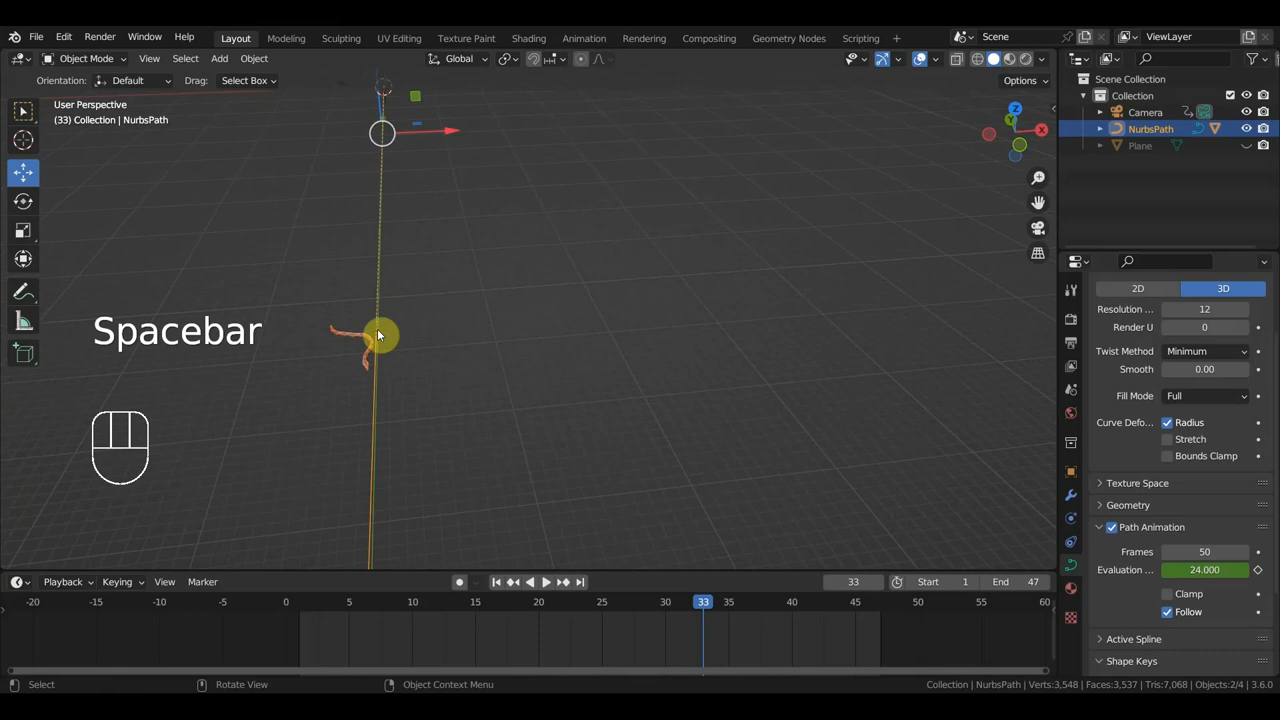 File Edit Render Window Help Layout Modeling Sculpting UV Editing Texture Paint Shading Animation Rendering Compositing Geometry Nodes Scripting + Scene ViewLayer
Object Mode View Select Add Object Global Options
Orientation: Default Drag: Select Box
User Perspective
(33) Collection | NurbsPath
Spacebar
Z
Y
X
Scene Collection
Collection
Camera
NurbsPath
Plane
2D 3D
Resolution 12
Render U 0
Twist Method Minimum
Smooth 0.00
Fill Mode Full
Curve Defo... Radius
Stretch
Bounds Clamp
Texture Space
Geometry
Path Animation
Frames 50
Evaluation ... 24.000
Clamp
Follow
Active Spline
Shape Keys
Playback Keying View Marker 33 Start 1 End 47
-20 -15 -10 -5 0 5 10 15 20 25 30 33 35 40 45 50 55 60
Select Rotate View Object Context Menu Collection | NurbsPath | Verts:3,548 | Faces:3,537 | Tris:7,068 | Objects:2/4 | 3.6.0